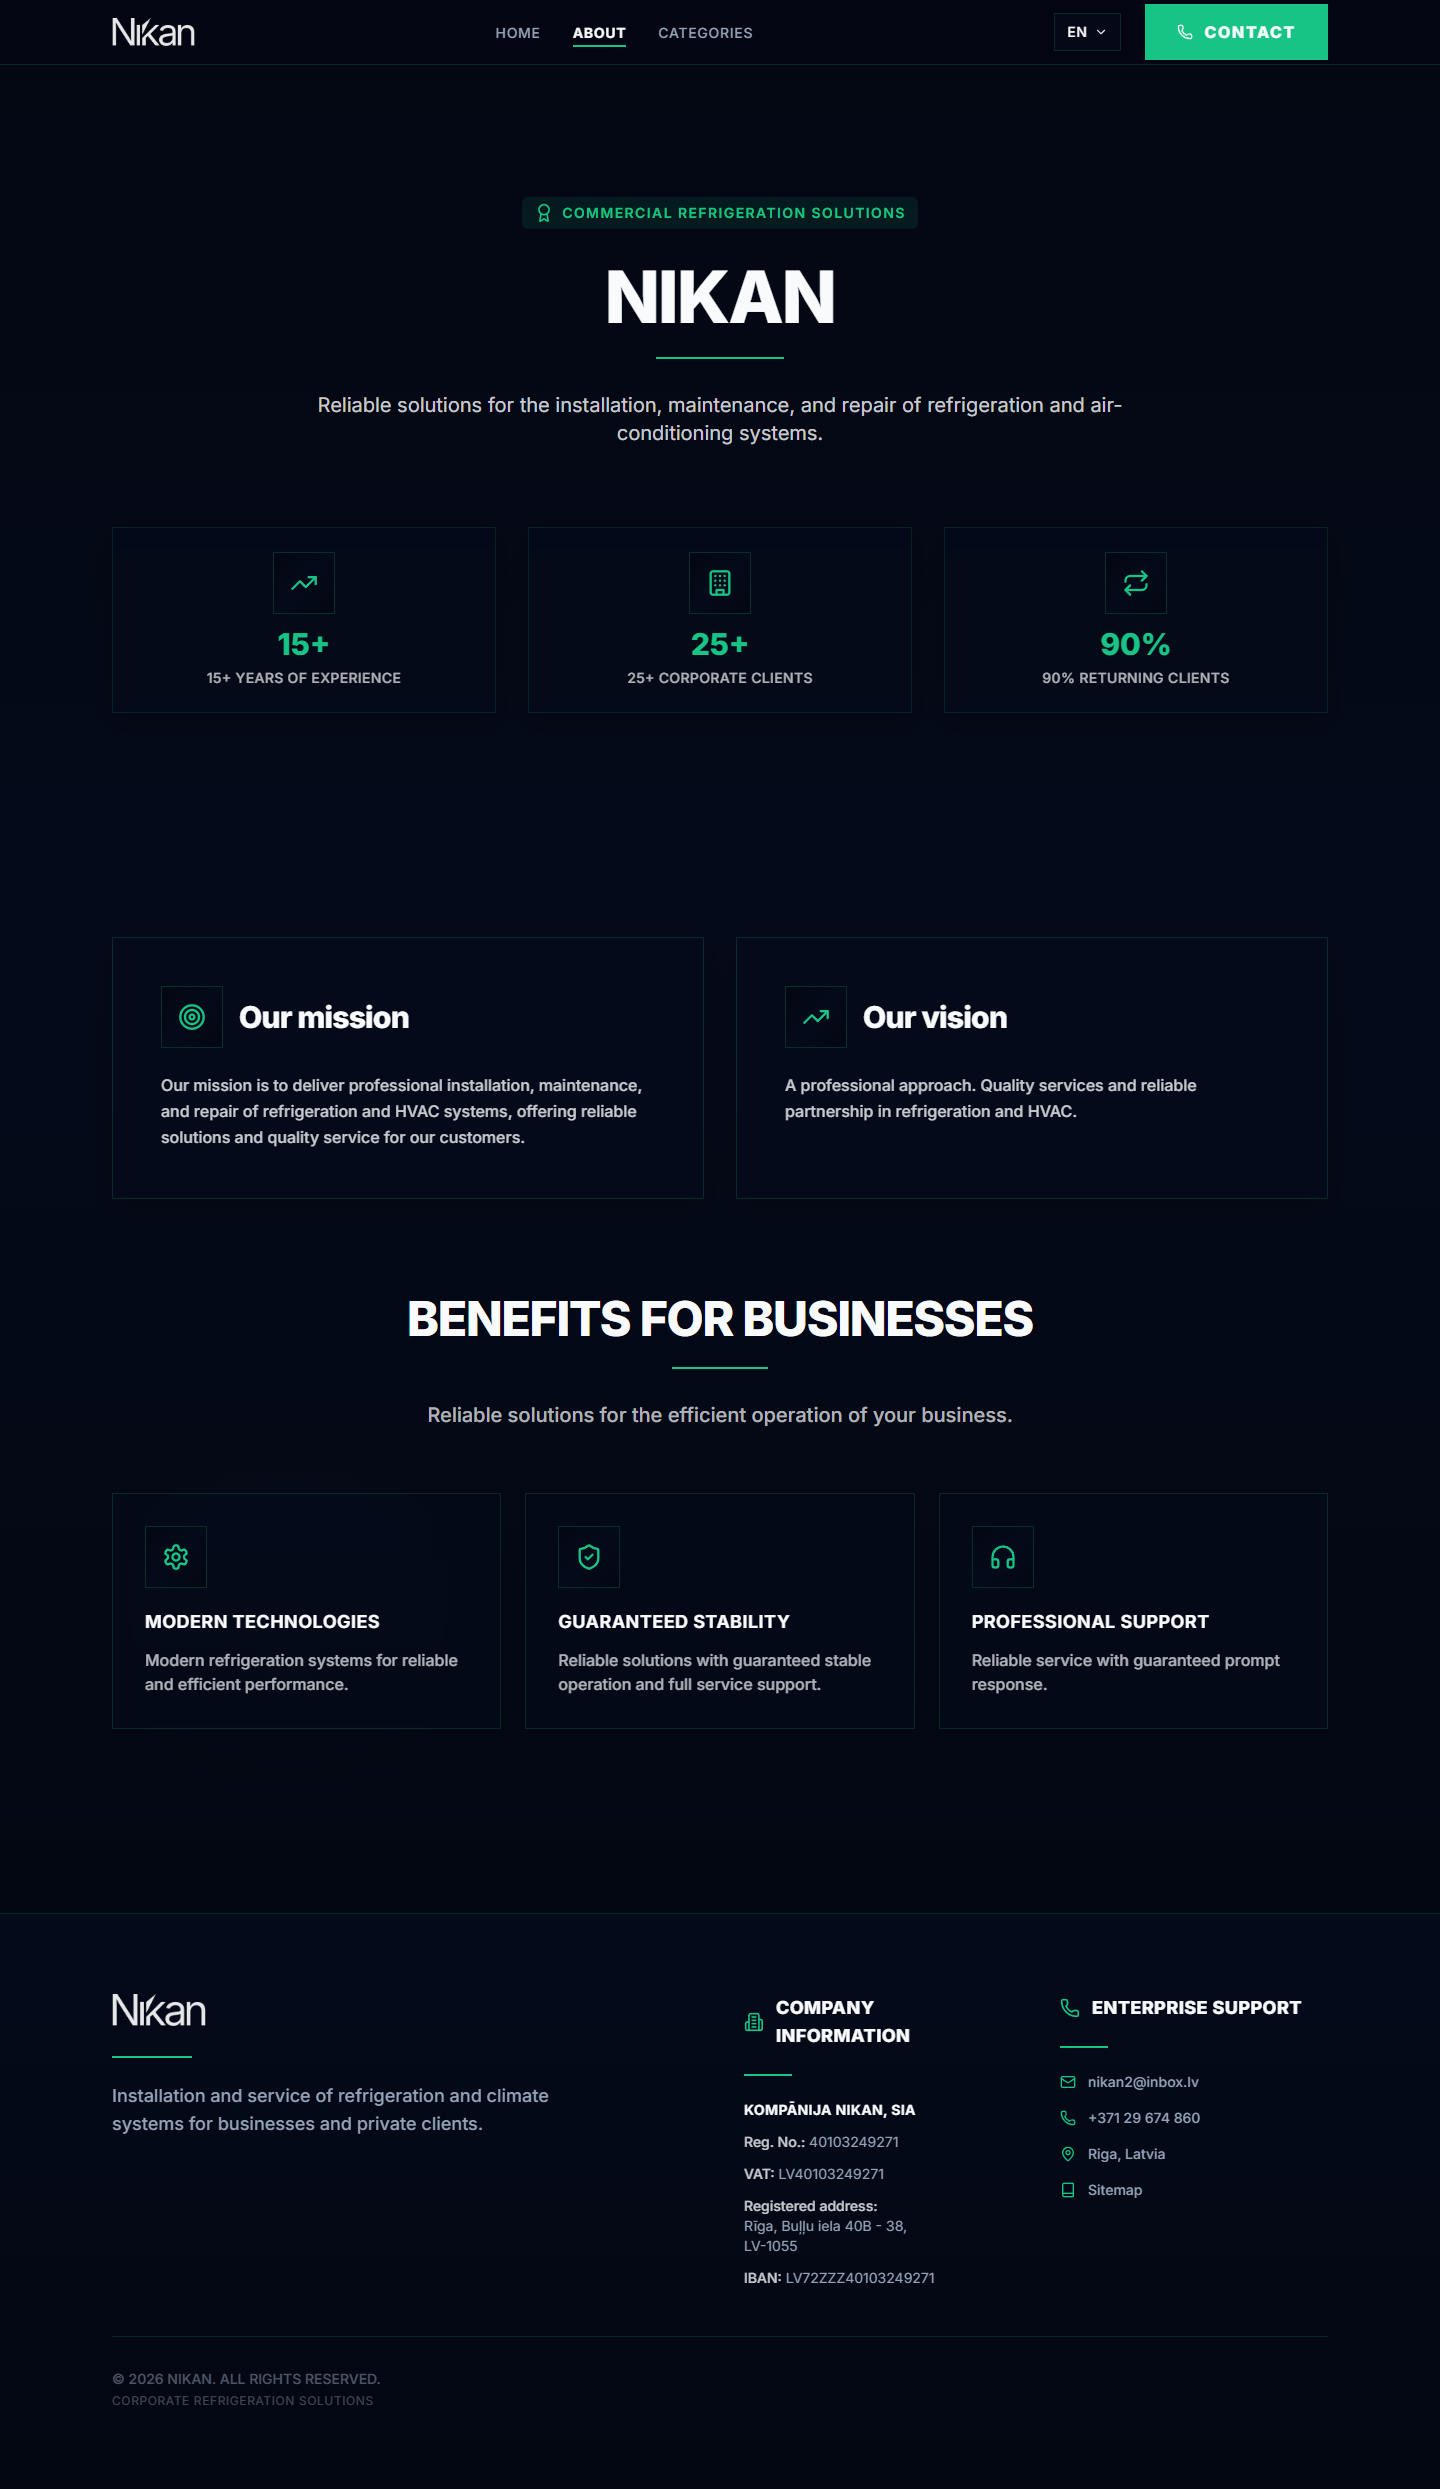 Nikan
HOME
ABOUT
CATEGORIES
EN
CONTACT
COMMERCIAL REFRIGERATION SOLUTIONS
NIKAN
Reliable solutions for the installation, maintenance, and repair of refrigeration and air-
conditioning systems.
15+
15+ YEARS OF EXPERIENCE
25+
25+ CORPORATE CLIENTS
90%
90% RETURNING CLIENTS
Our mission
Our mission is to deliver professional installation, maintenance,
and repair of refrigeration and HVAC systems, offering reliable
solutions and quality service for our customers.
Our vision
A professional approach. Quality services and reliable
partnership in refrigeration and HVAC.
BENEFITS FOR BUSINESSES
Reliable solutions for the efficient operation of your business.
MODERN TECHNOLOGIES
Modern refrigeration systems for reliable
and efficient performance.
GUARANTEED STABILITY
Reliable solutions with guaranteed stable
operation and full service support.
PROFESSIONAL SUPPORT
Reliable service with guaranteed prompt
response.
Nikan
Installation and service of refrigeration and climate
systems for businesses and private clients.
COMPANY
INFORMATION
KOMPĀNIJA NIKAN, SIA
Reg. No.: 40103249271
VAT: LV40103249271
Registered address:
Rīga, Buļļu iela 40B - 38,
LV-1055
IBAN: LV72ZZZ40103249271
ENTERPRISE SUPPORT
nikan2@inbox.lv
+371 29 674 860
Riga, Latvia
Sitemap
© 2026 NIKAN. ALL RIGHTS RESERVED.
CORPORATE REFRIGERATION SOLUTIONS